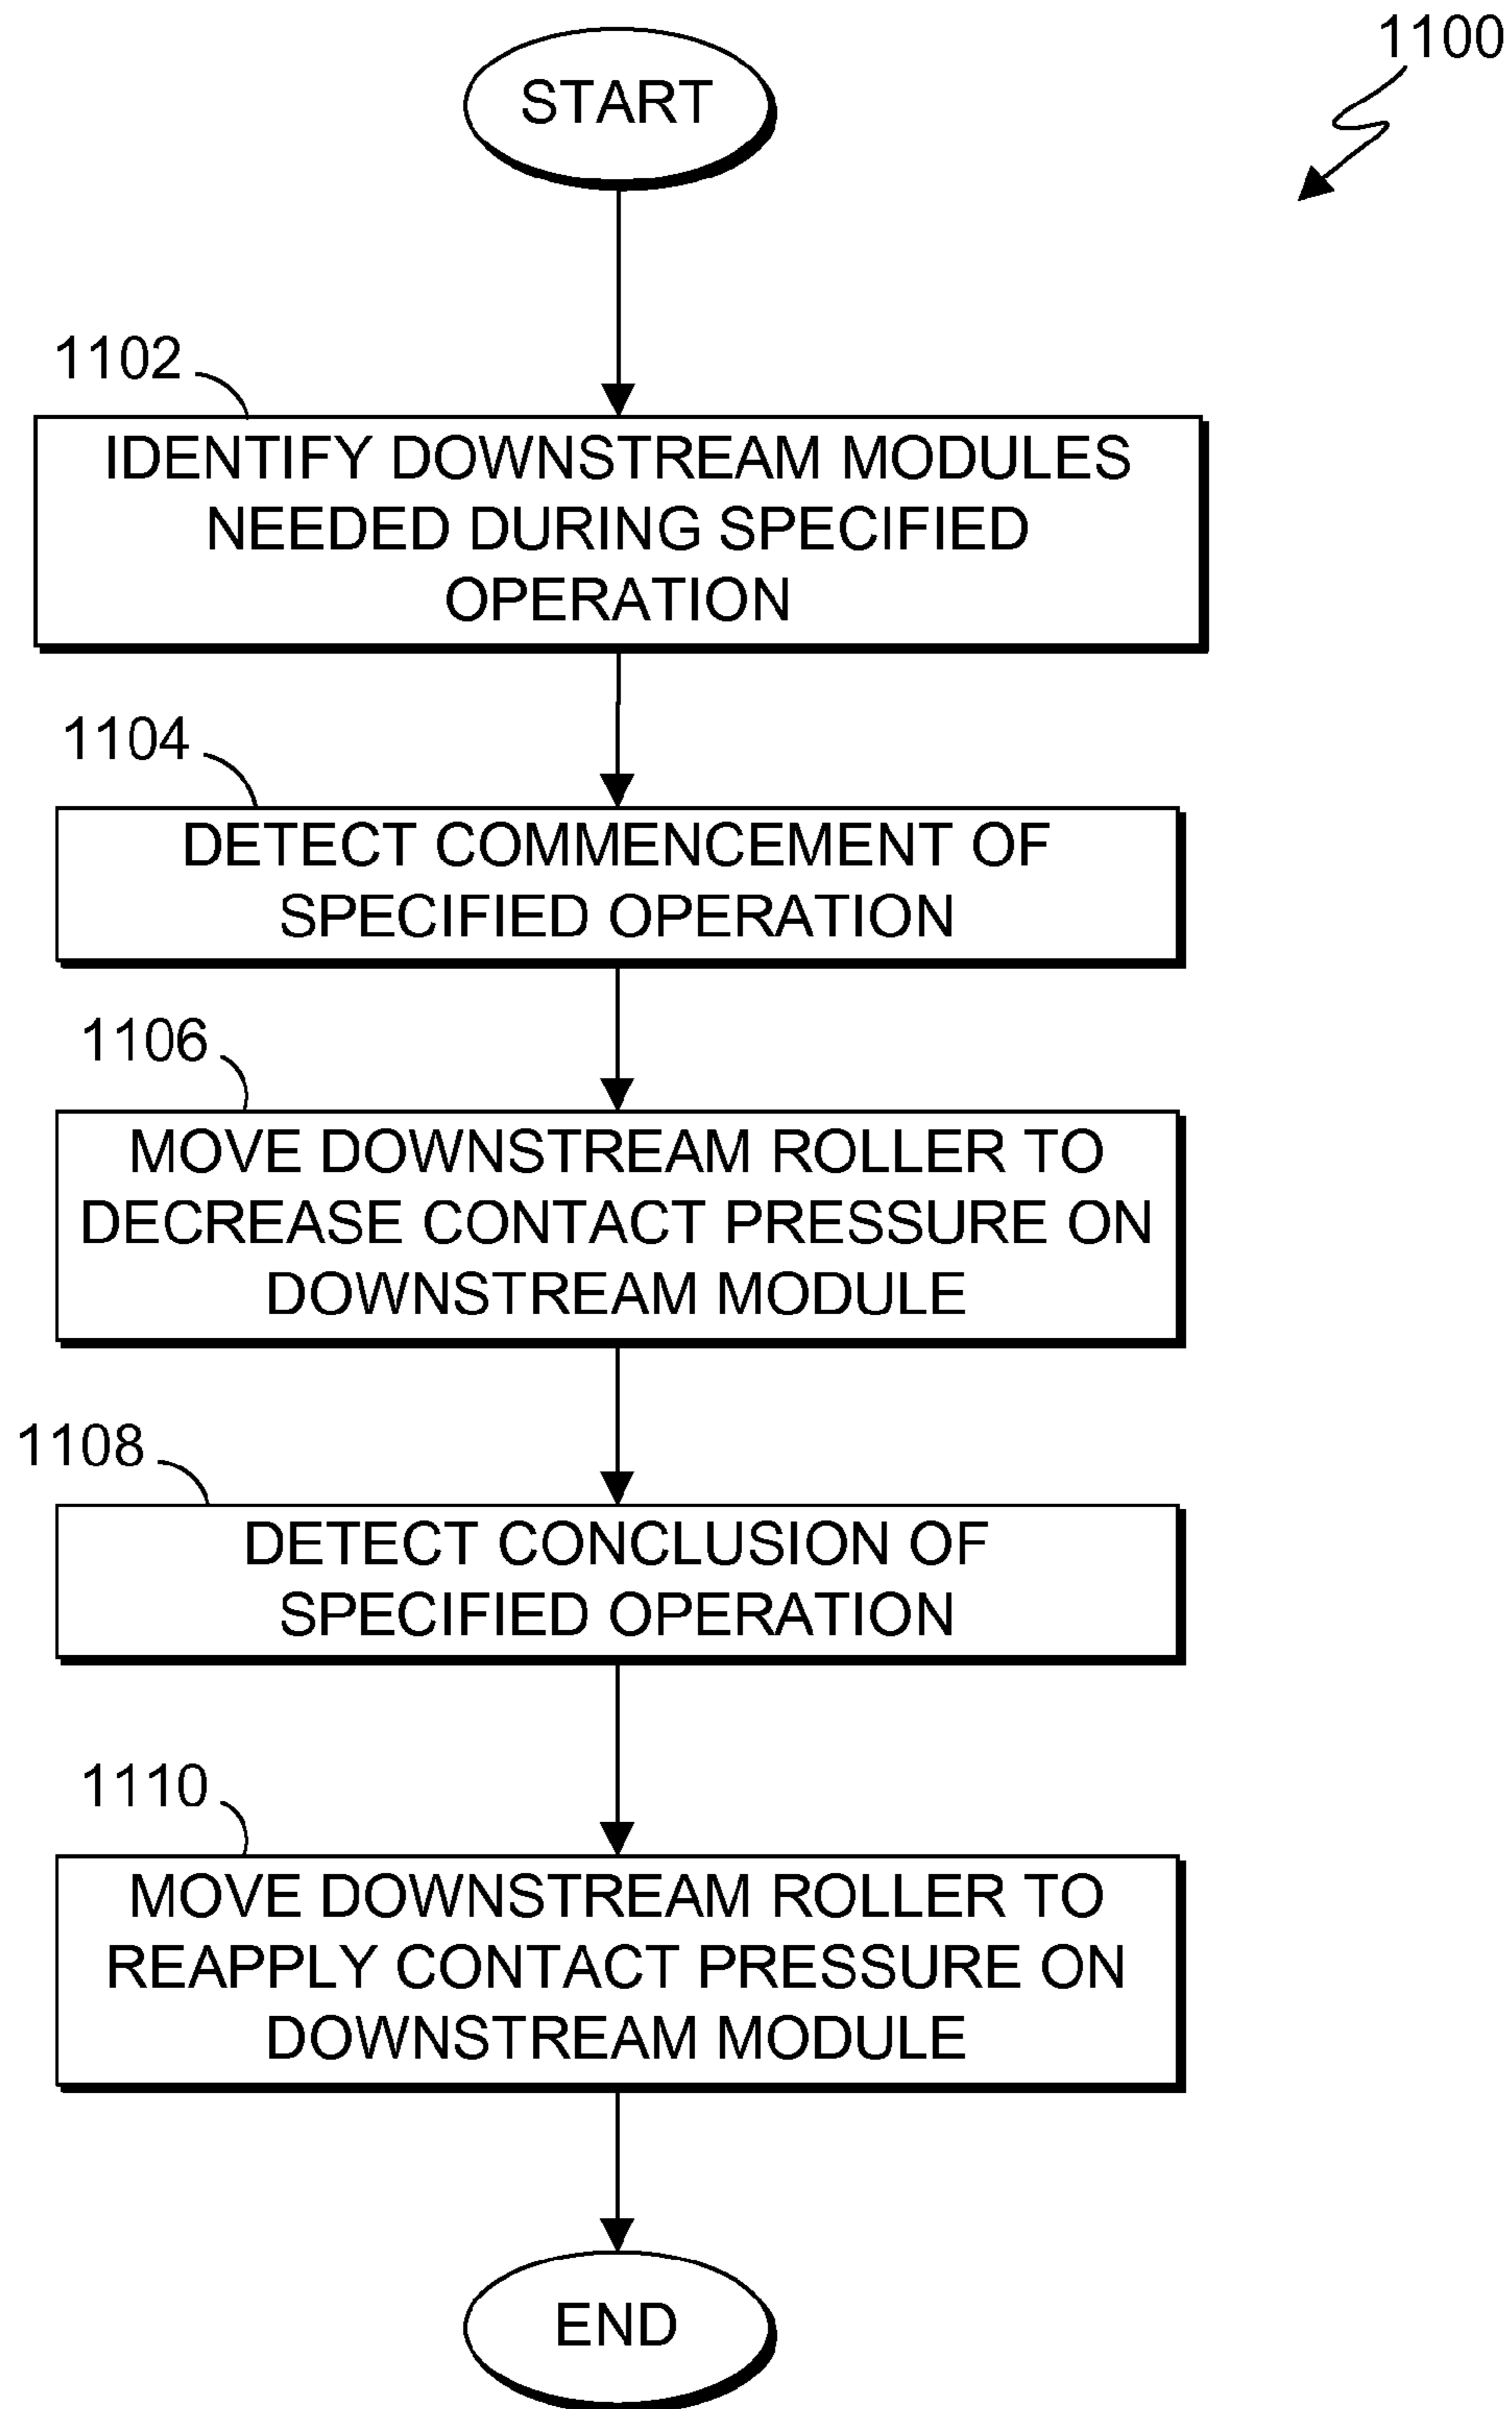 1100
START
1102
IDENTIFY DOWNSTREAM MODULES
NEEDED DURING SPECIFIED
OPERATION
1104
DETECT COMMENCEMENT OF
SPECIFIED OPERATION
1106
MOVE DOWNSTREAM ROLLER TO
DECREASE CONTACT PRESSURE ON
DOWNSTREAM MODULE
1108
DETECT CONCLUSION OF
SPECIFIED OPERATION
1110
MOVE DOWNSTREAM ROLLER TO
REAPPLY CONTACT PRESSURE ON
DOWNSTREAM MODULE
END